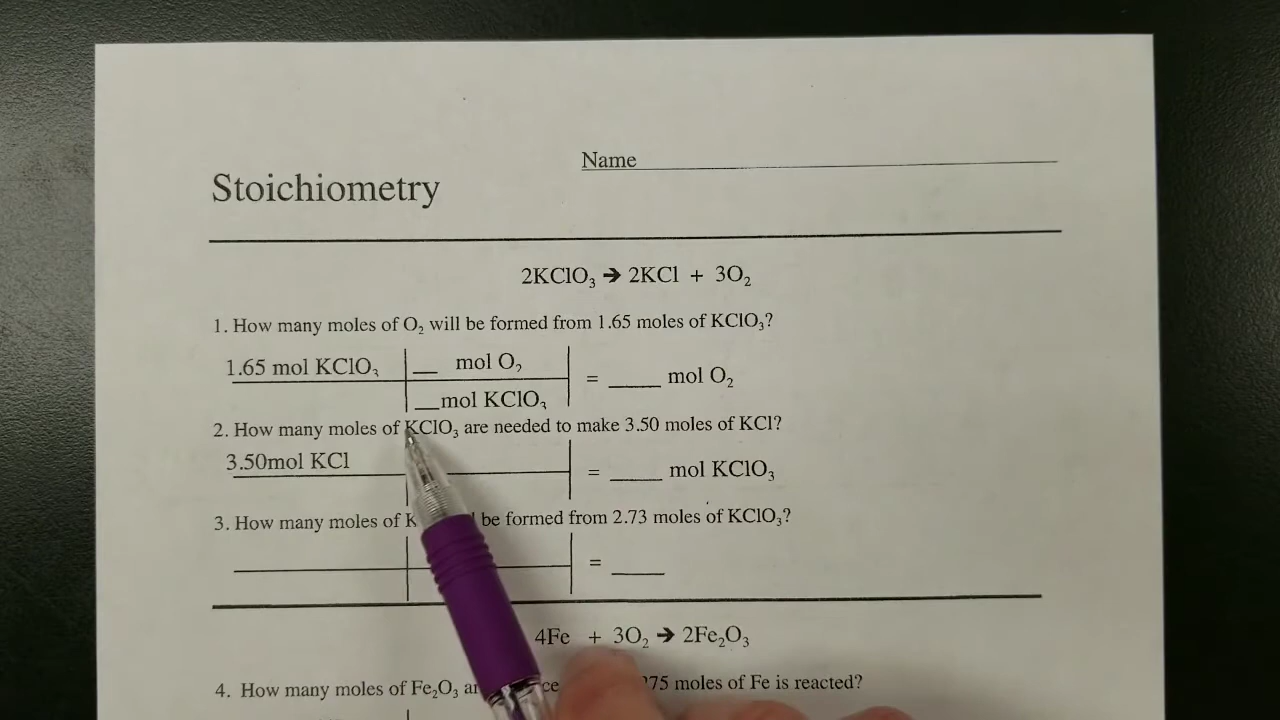 Name
Stoichiometry
2KClO₃ ➔ 2KCl + 3O₂
1. How many moles of O₂ will be formed from 1.65 moles of KClO₃?
1.65 mol KClO₃ __ mol O₂ = ____ mol O₂
__mol KClO₃
2. How many moles of KClO₃ are needed to make 3.50 moles of KCl?
3.50mol KCl = ____ mol KClO₃
3. How many moles of be formed from 2.73 moles of KClO₃?
= ____
4Fe + 3O₂ ➔ 2Fe₂O₃
4. How many moles of Fe₂O₃ moles of Fe is reacted?